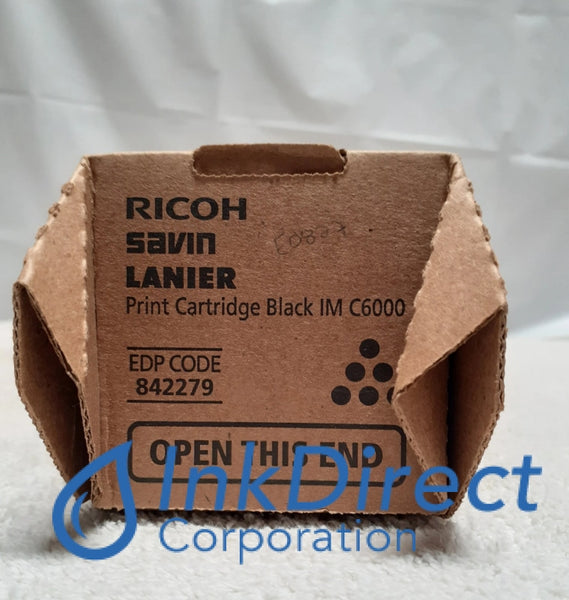 RICOH
savin
LANIER
Print Cartridge Black IM C6000
EDP CODE
842279
OPEN THIS END
InkDirect
Corporation